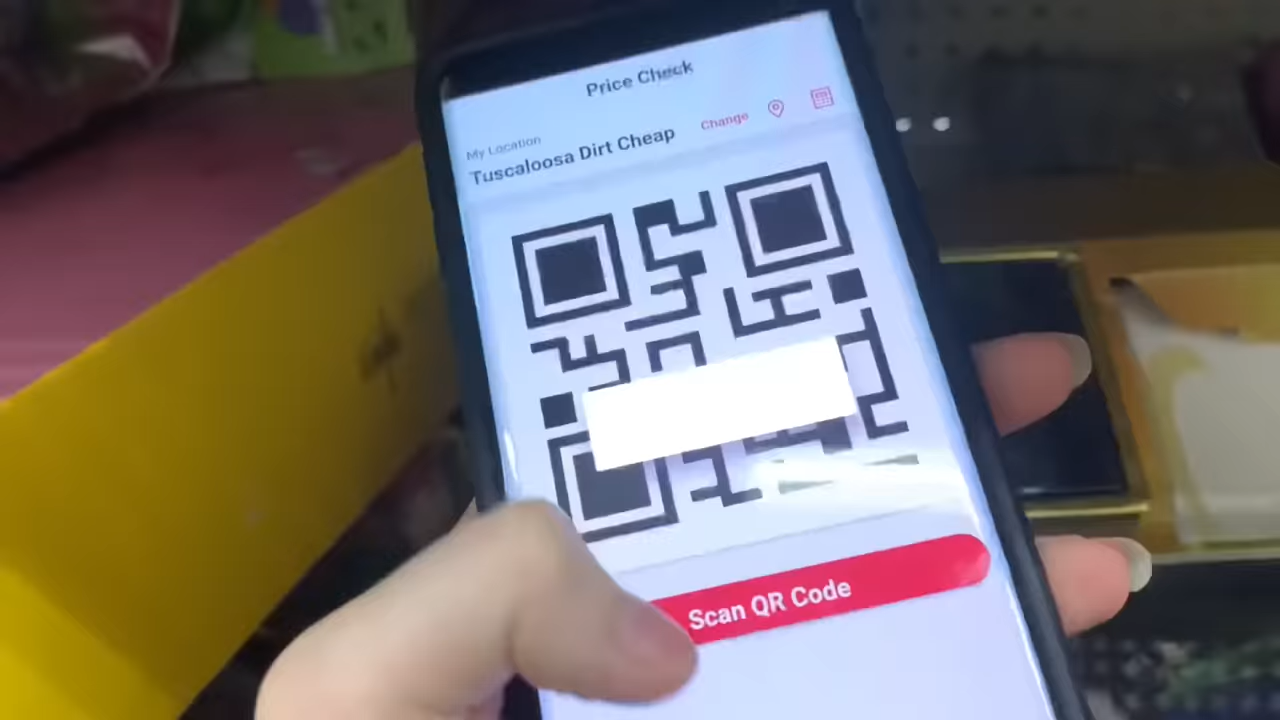 Price Check
My Location
Tuscaloosa Dirt Cheap
Change
Scan QR Code